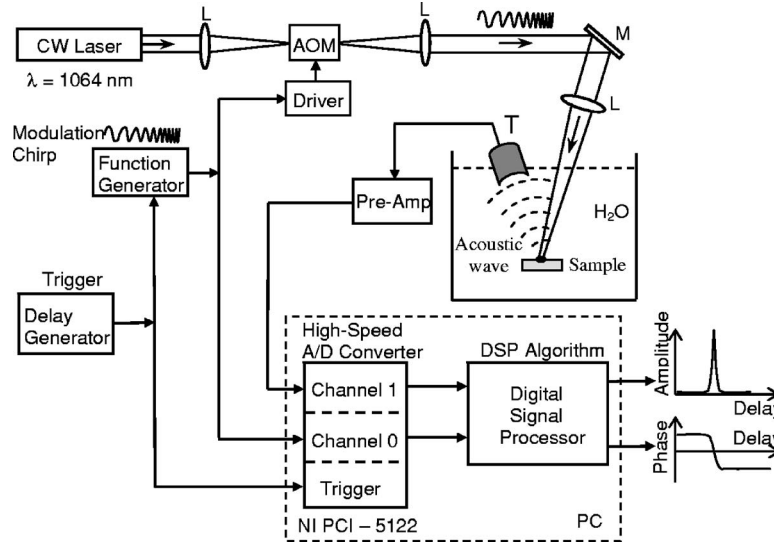 L
L
CW Laser
AOM
M
λ = 1064 nm
L
Driver
Modulation
Chirp
T
Function
Generator
Pre-Amp
H₂O
Acoustic
wave
Sample
Trigger
Delay
Generator
High-Speed
A/D Converter
DSP Algorithm
Amplitude
Channel 1
Digital
Signal
Processor
Delay
Channel 0
Phase
Delay
Trigger
NI PCI – 5122
PC